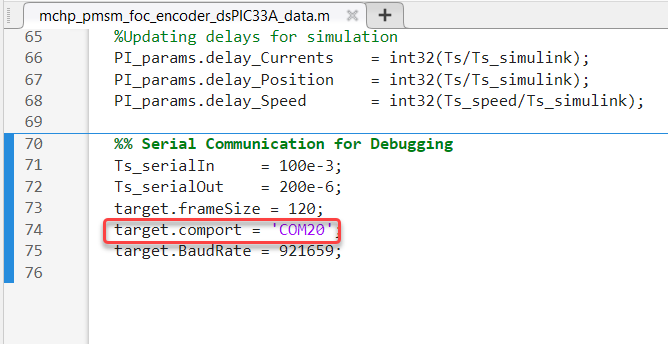 mchp_pmsm_foc_encoder_dsPIC33A_data.m
65 %Updating delays for simulation
66 PI_params.delay_Currents = int32(Ts/Ts_simulink);
67 PI_params.delay_Position = int32(Ts/Ts_simulink);
68 PI_params.delay_Speed = int32(Ts_speed/Ts_simulink);
69
70 %% Serial Communication for Debugging
71 Ts_serialIn = 100e-3;
72 Ts_serialOut = 200e-6;
73 target.frameSize = 120;
74 target.comport = 'COM20';
75 target.BaudRate = 921659;
76